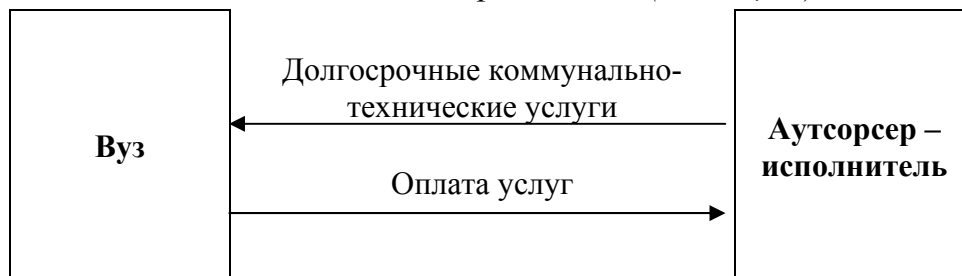 Долгосрочные коммунально-
технические услуги
Вуз
Аутсорсер –
исполнитель
Оплата услуг